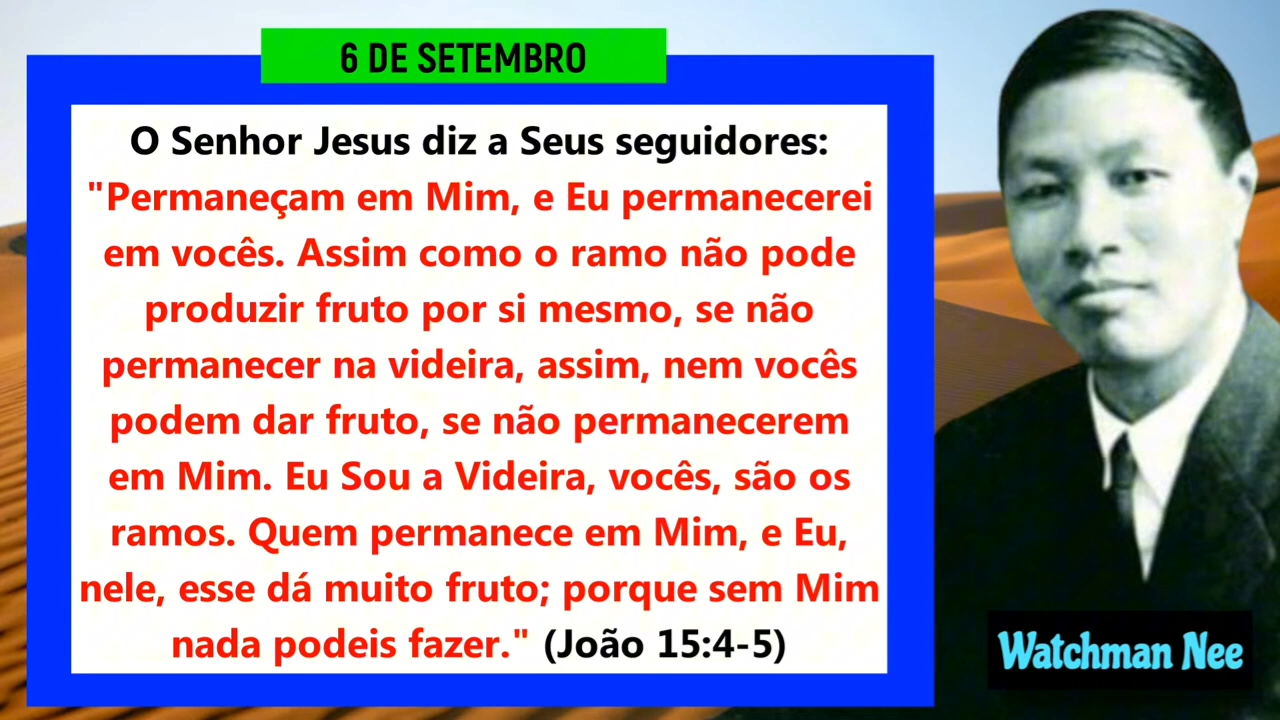 6 DE SETEMBRO
O Senhor Jesus diz a Seus seguidores:
"Permaneçam em Mim, e Eu permanecerei
em vocês. Assim como o ramo não pode
produzir fruto por si mesmo, se não
permanecer na videira, assim, nem vocês
podem dar fruto, se não permanecerem
em Mim. Eu Sou a Videira, vocês, são os
ramos. Quem permanece em Mim, e Eu,
nele, esse dá muito fruto; porque sem Mim
nada podeis fazer." (João 15:4-5)
Watchman Nee